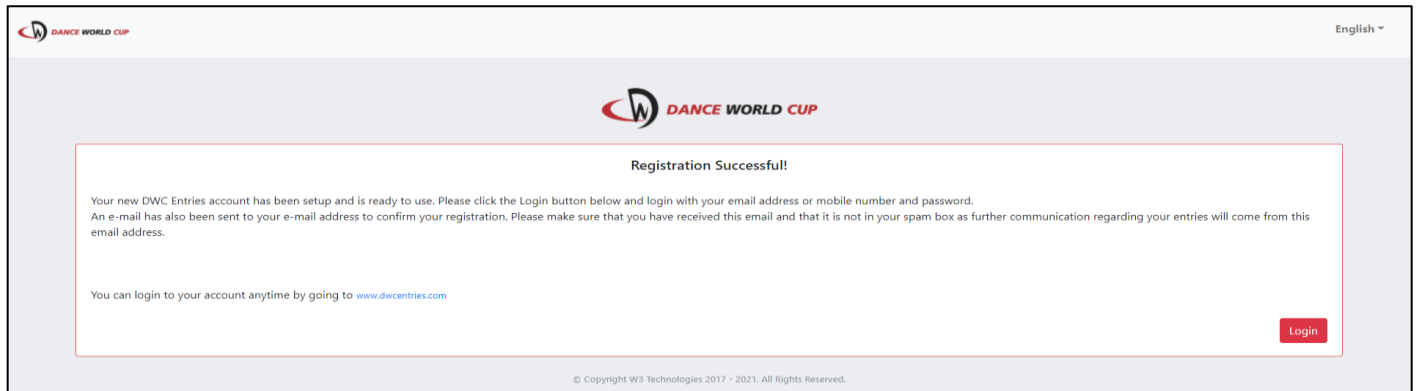 DANCE WORLD CUP
English
DANCE WORLD CUP
Registration Successful!
Your new DWC Entries account has been setup and is ready to use. Please click the Login button below and login with your email address or mobile number and password.
An e-mail has also been sent to your e-mail address to confirm your registration. Please make sure that you have received this email and that it is not in your spam box as further communication regarding your entries will come from this
email address.
You can login to your account anytime by going to www.dwcentries.com
Login
© Copyright W3 Technologies 2017 - 2021. All Rights Reserved.